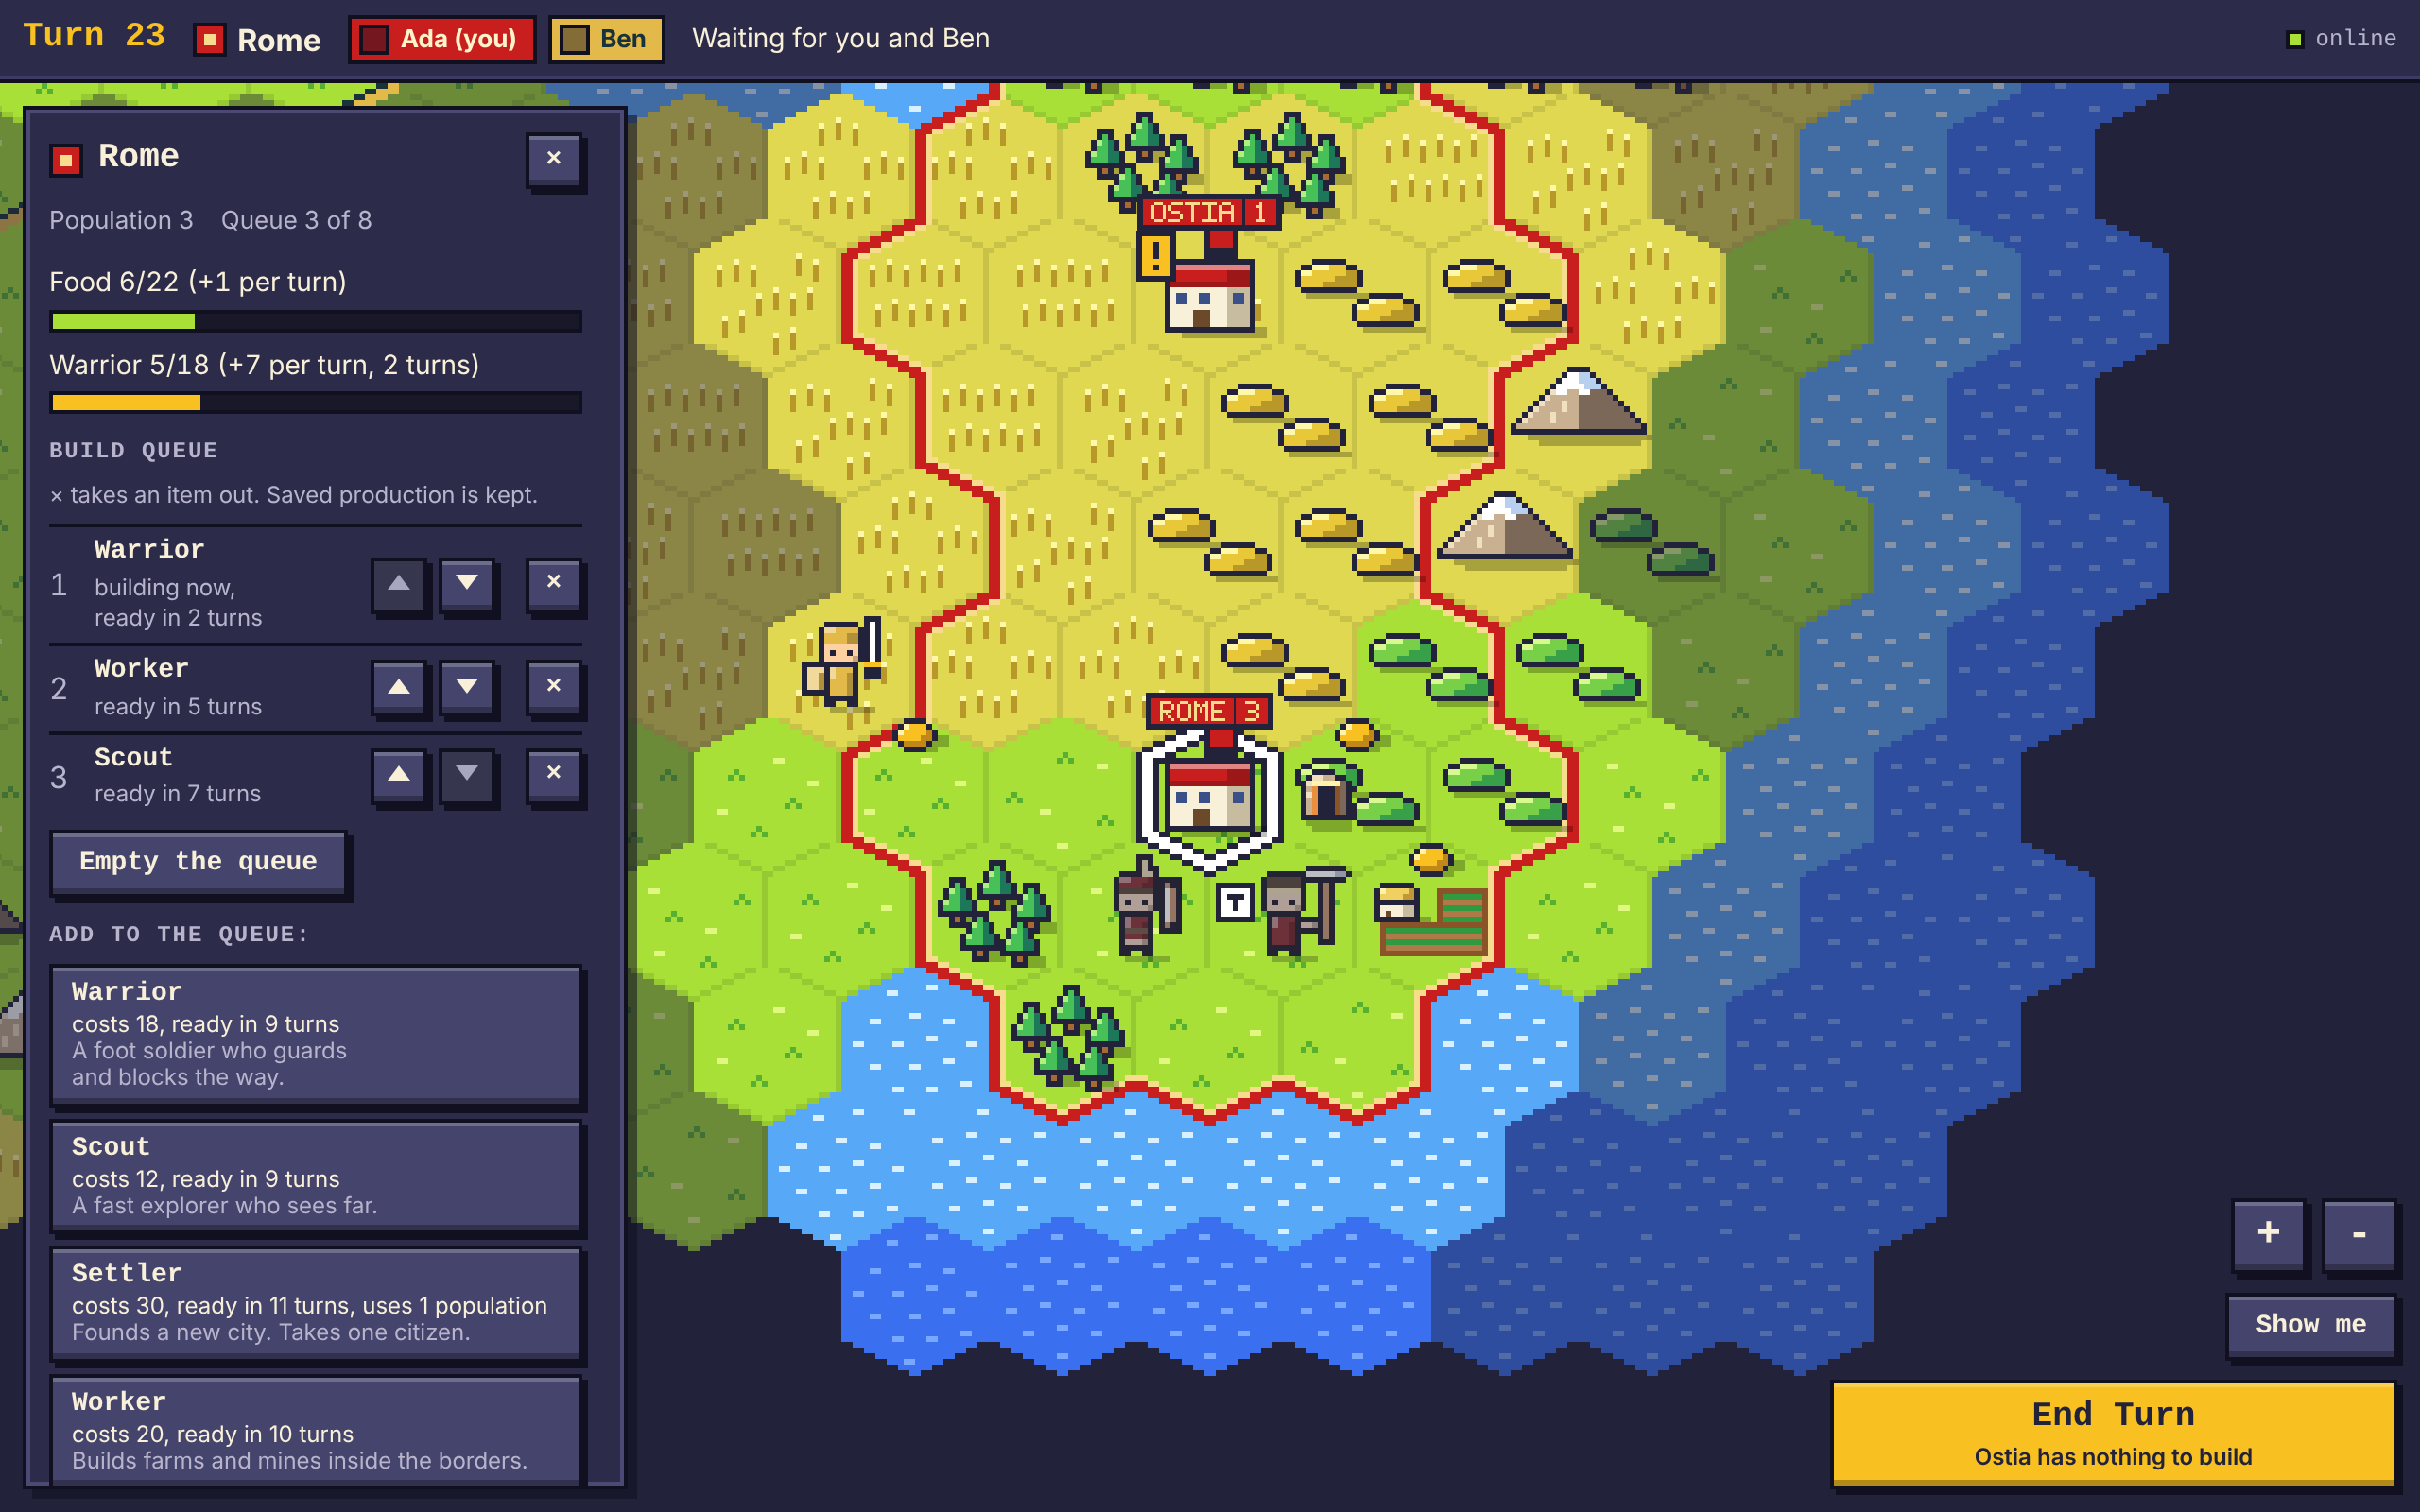 Turn 23
Rome
Ada (you)
Ben
Waiting for you and Ben
online
Rome
×
Population 3 Queue 3 of 8
Food 6/22 (+1 per turn)
Warrior 5/18 (+7 per turn, 2 turns)
BUILD QUEUE
× takes an item out. Saved production is kept.
1
Warrior
building now,
ready in 2 turns
×
2
Worker
ready in 5 turns
×
3
Scout
ready in 7 turns
×
Empty the queue
ADD TO THE QUEUE:
Warrior
costs 18, ready in 9 turns
A foot soldier who guards
and blocks the way.
Scout
costs 12, ready in 9 turns
A fast explorer who sees far.
Settler
costs 30, ready in 11 turns, uses 1 population
Founds a new city. Takes one citizen.
Worker
costs 20, ready in 10 turns
Builds farms and mines inside the borders.
OSTIA 1
!
ROME 3
T
+
-
Show me
End Turn
Ostia has nothing to build